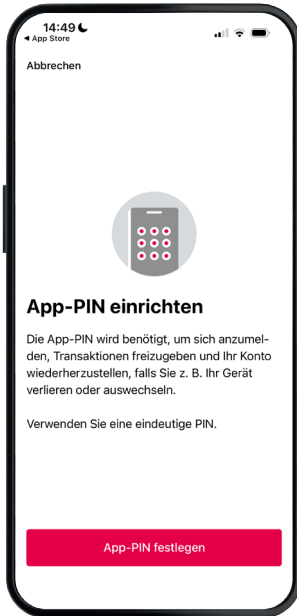 14:49
◀ App Store
Abbrechen
App-PIN einrichten
Die App-PIN wird benötigt, um sich anzumel-
den, Transaktionen freizugeben und Ihr Konto
wiederherzustellen, falls Sie z. B. Ihr Gerät
verlieren oder auswechseln.
Verwenden Sie eine eindeutige PIN.
App-PIN festlegen